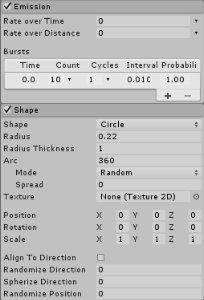 Emission
Rate over Time 0
Rate over Distance 0
Bursts
Time Count Cycles Interval Probabili
0.0 10 1 0.010 1.00
+ −
Shape
Shape Circle
Radius 0.22
Radius Thickness 1
Arc 360
Mode Random
Spread 0
Texture None (Texture 2D)
Position X 0 Y 0 Z 0
Rotation X 0 Y 0 Z 0
Scale X 1 Y 1 Z 1
Align To Direction
Randomize Direction 0
Spherize Direction 0
Randomize Position 0